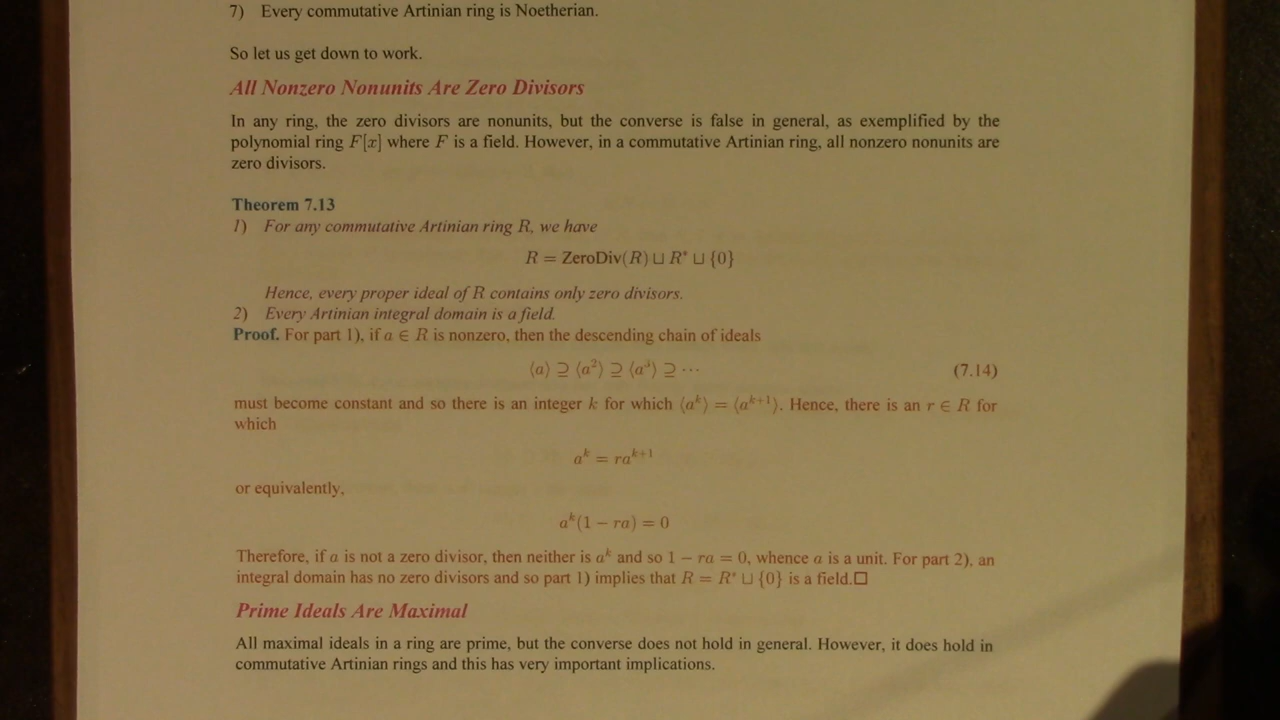 7) Every commutative Artinian ring is Noetherian.
So let us get down to work.
All Nonzero Nonunits Are Zero Divisors
In any ring, the zero divisors are nonunits, but the converse is false in general, as exemplified by the
polynomial ring F[x] where F is a field. However, in a commutative Artinian ring, all nonzero nonunits are
zero divisors.
Theorem 7.13
1) For any commutative Artinian ring R, we have
R = ZeroDiv(R) ⊔ R* ⊔ {0}
Hence, every proper ideal of R contains only zero divisors.
2) Every Artinian integral domain is a field.
Proof. For part 1), if a ∈ R is nonzero, then the descending chain of ideals
⟨a⟩ ⊇ ⟨a²⟩ ⊇ ⟨a³⟩ ⊇ ⋯ (7.14)
must become constant and so there is an integer k for which ⟨aᵏ⟩ = ⟨aᵏ⁺¹⟩. Hence, there is an r ∈ R for
which
aᵏ = raᵏ⁺¹
or equivalently,
aᵏ(1 − ra) = 0
Therefore, if a is not a zero divisor, then neither is aᵏ and so 1 − ra = 0, whence a is a unit. For part 2), an
integral domain has no zero divisors and so part 1) implies that R = R* ⊔ {0} is a field.□
Prime Ideals Are Maximal
All maximal ideals in a ring are prime, but the converse does not hold in general. However, it does hold in
commutative Artinian rings and this has very important implications.